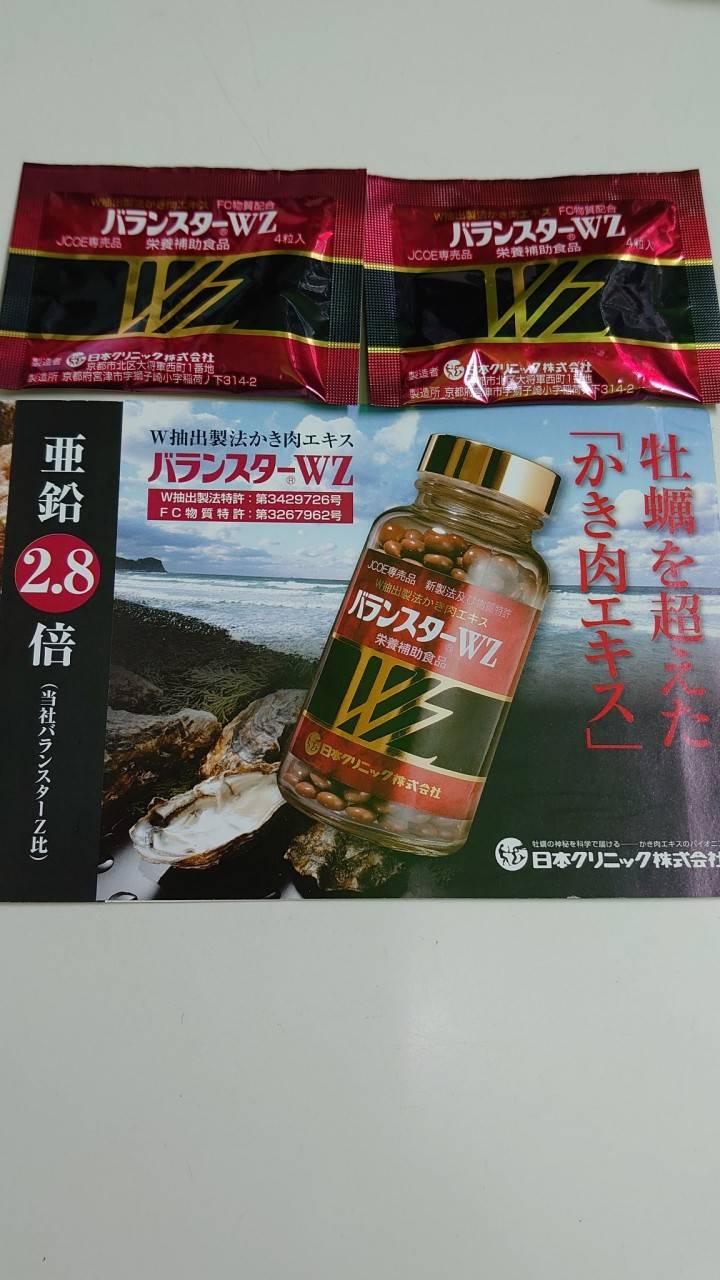 W抽出製法かき肉エキス FC物質配合
バランスターWZ
®
JCOE専売品 栄養補助食品 4粒入
WZ
製造者 日本クリニック株式会社
京都市北区大将軍西町1番地
製造所 京都府宮津市字獅子崎小字稲荷ノ下314-2
W抽出製法かき肉エキス FC物質配合
バランスターWZ
®
JCOE専売品 栄養補助食品 4粒入
WZ
製造者 日本クリニック株式会社
市北区大将軍西町1番地
製造所 京都府宮津市字獅子崎小字稲荷ノ下314-2
亜鉛
2.8
倍
(当社バランスターZ比)
W抽出製法かき肉エキス
バランスターWZ
®
W抽出製法特許:第3429726号
FC物質特許:第3267962号
牡蠣を超えた
「かき肉エキス」
JCOE専売品 新製法及び物質特許
W抽出製法かき肉エキス
バランスターWZ
®
栄養補助食品
WZ
日本クリニック株式会社
牡蠣の神秘を科学で届ける──かき肉エキスのパイオニア
日本クリニック株式会社